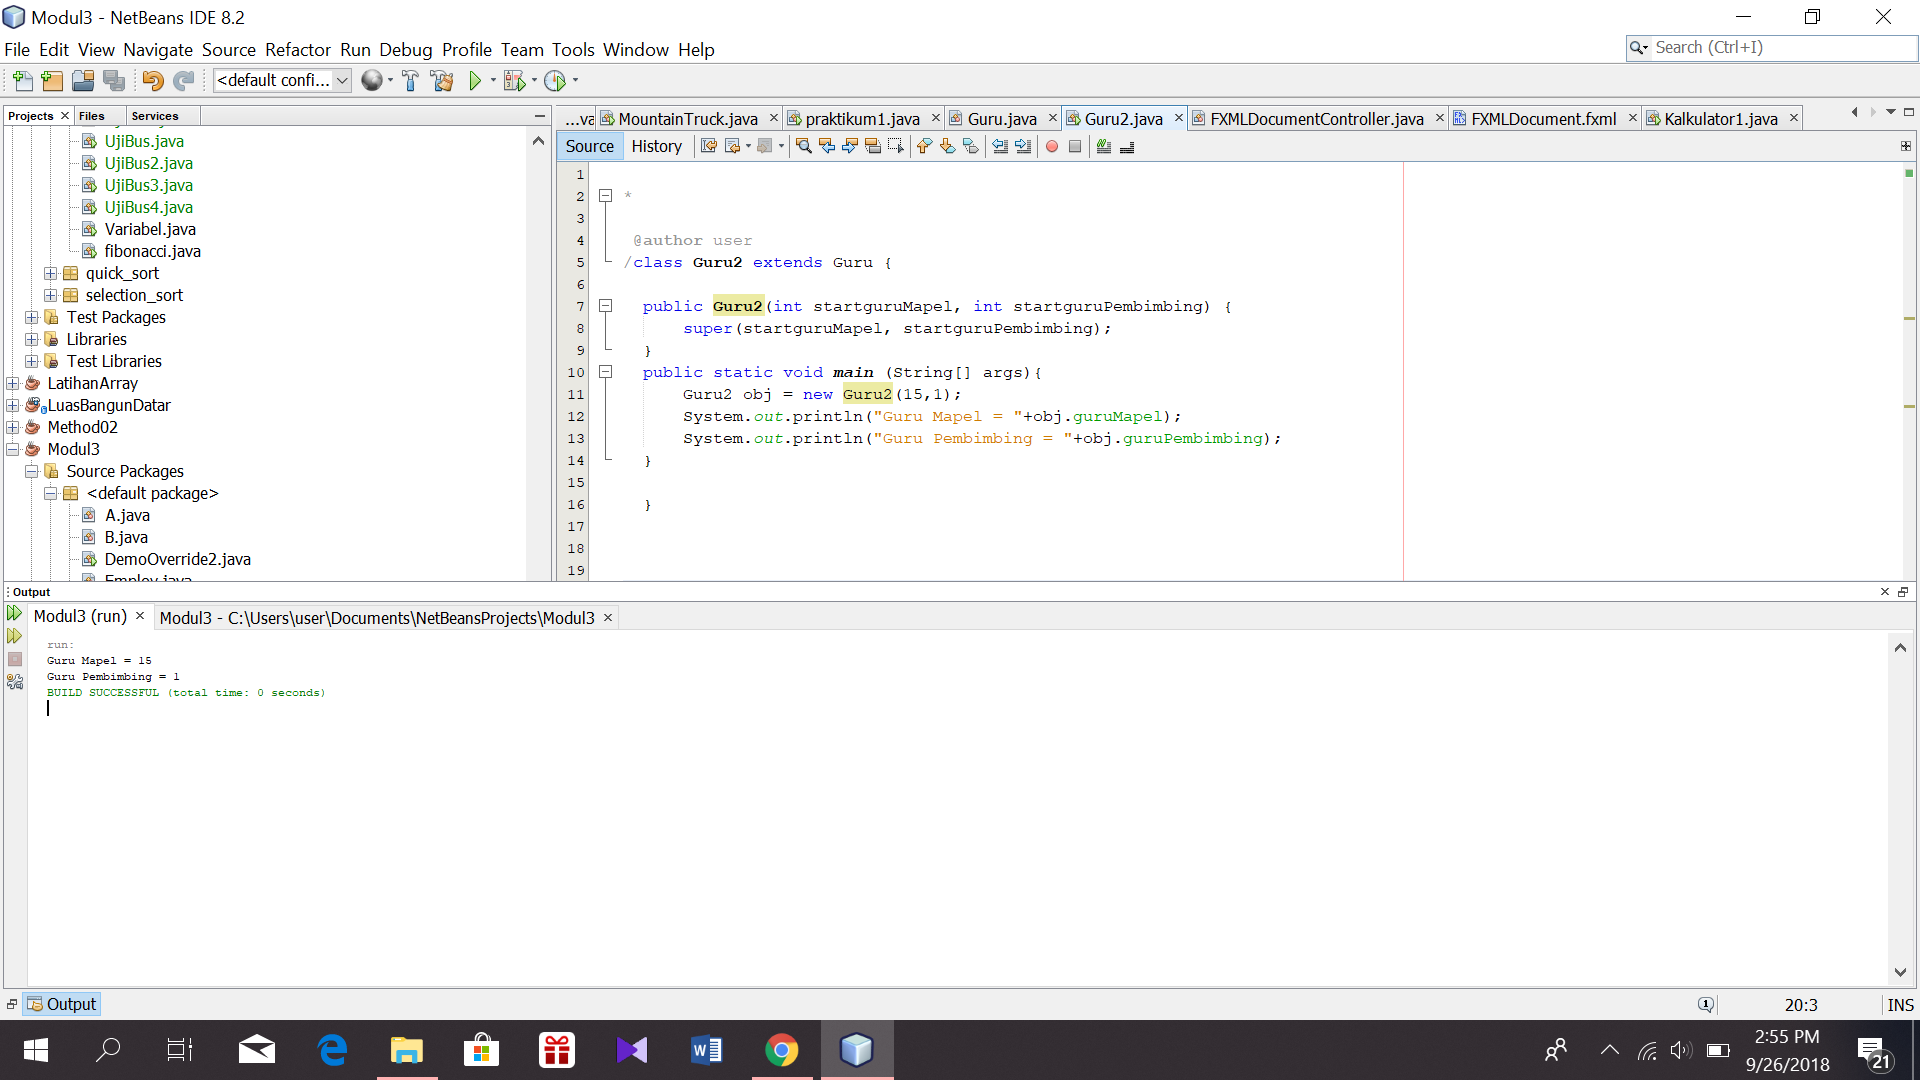 Modul3 - NetBeans IDE 8.2
File Edit View Navigate Source Refactor Run Debug Profile Team Tools Window Help
Search (Ctrl+I)
<default confi...
Projects Files Services
UjiBus.java
UjiBus2.java
UjiBus3.java
UjiBus4.java
Variabel.java
fibonacci.java
quick_sort
selection_sort
Test Packages
Libraries
Test Libraries
LatihanArray
LuasBangunDatar
Method02
Modul3
Source Packages
<default package>
A.java
B.java
DemoOverride2.java
Employ.java
...va MountainTruck.java praktikum1.java Guru.java Guru2.java FXMLDocumentController.java FXMLDocument.fxml Kalkulator1.java
Source History
1
2 *
3
4 @author user
5 /class Guru2 extends Guru {
6
7 public Guru2(int startguruMapel, int startguruPembimbing) {
8 super(startguruMapel, startguruPembimbing);
9 }
10 public static void main (String[] args){
11 Guru2 obj = new Guru2(15,1);
12 System.out.println("Guru Mapel = "+obj.guruMapel);
13 System.out.println("Guru Pembimbing = "+obj.guruPembimbing);
14 }
15
16 }
17
18
19
Output
Modul3 (run) Modul3 - C:\Users\user\Documents\NetBeansProjects\Modul3
run:
Guru Mapel = 15
Guru Pembimbing = 1
BUILD SUCCESSFUL (total time: 0 seconds)
Output
20:3 INS
2:55 PM
9/26/2018
21